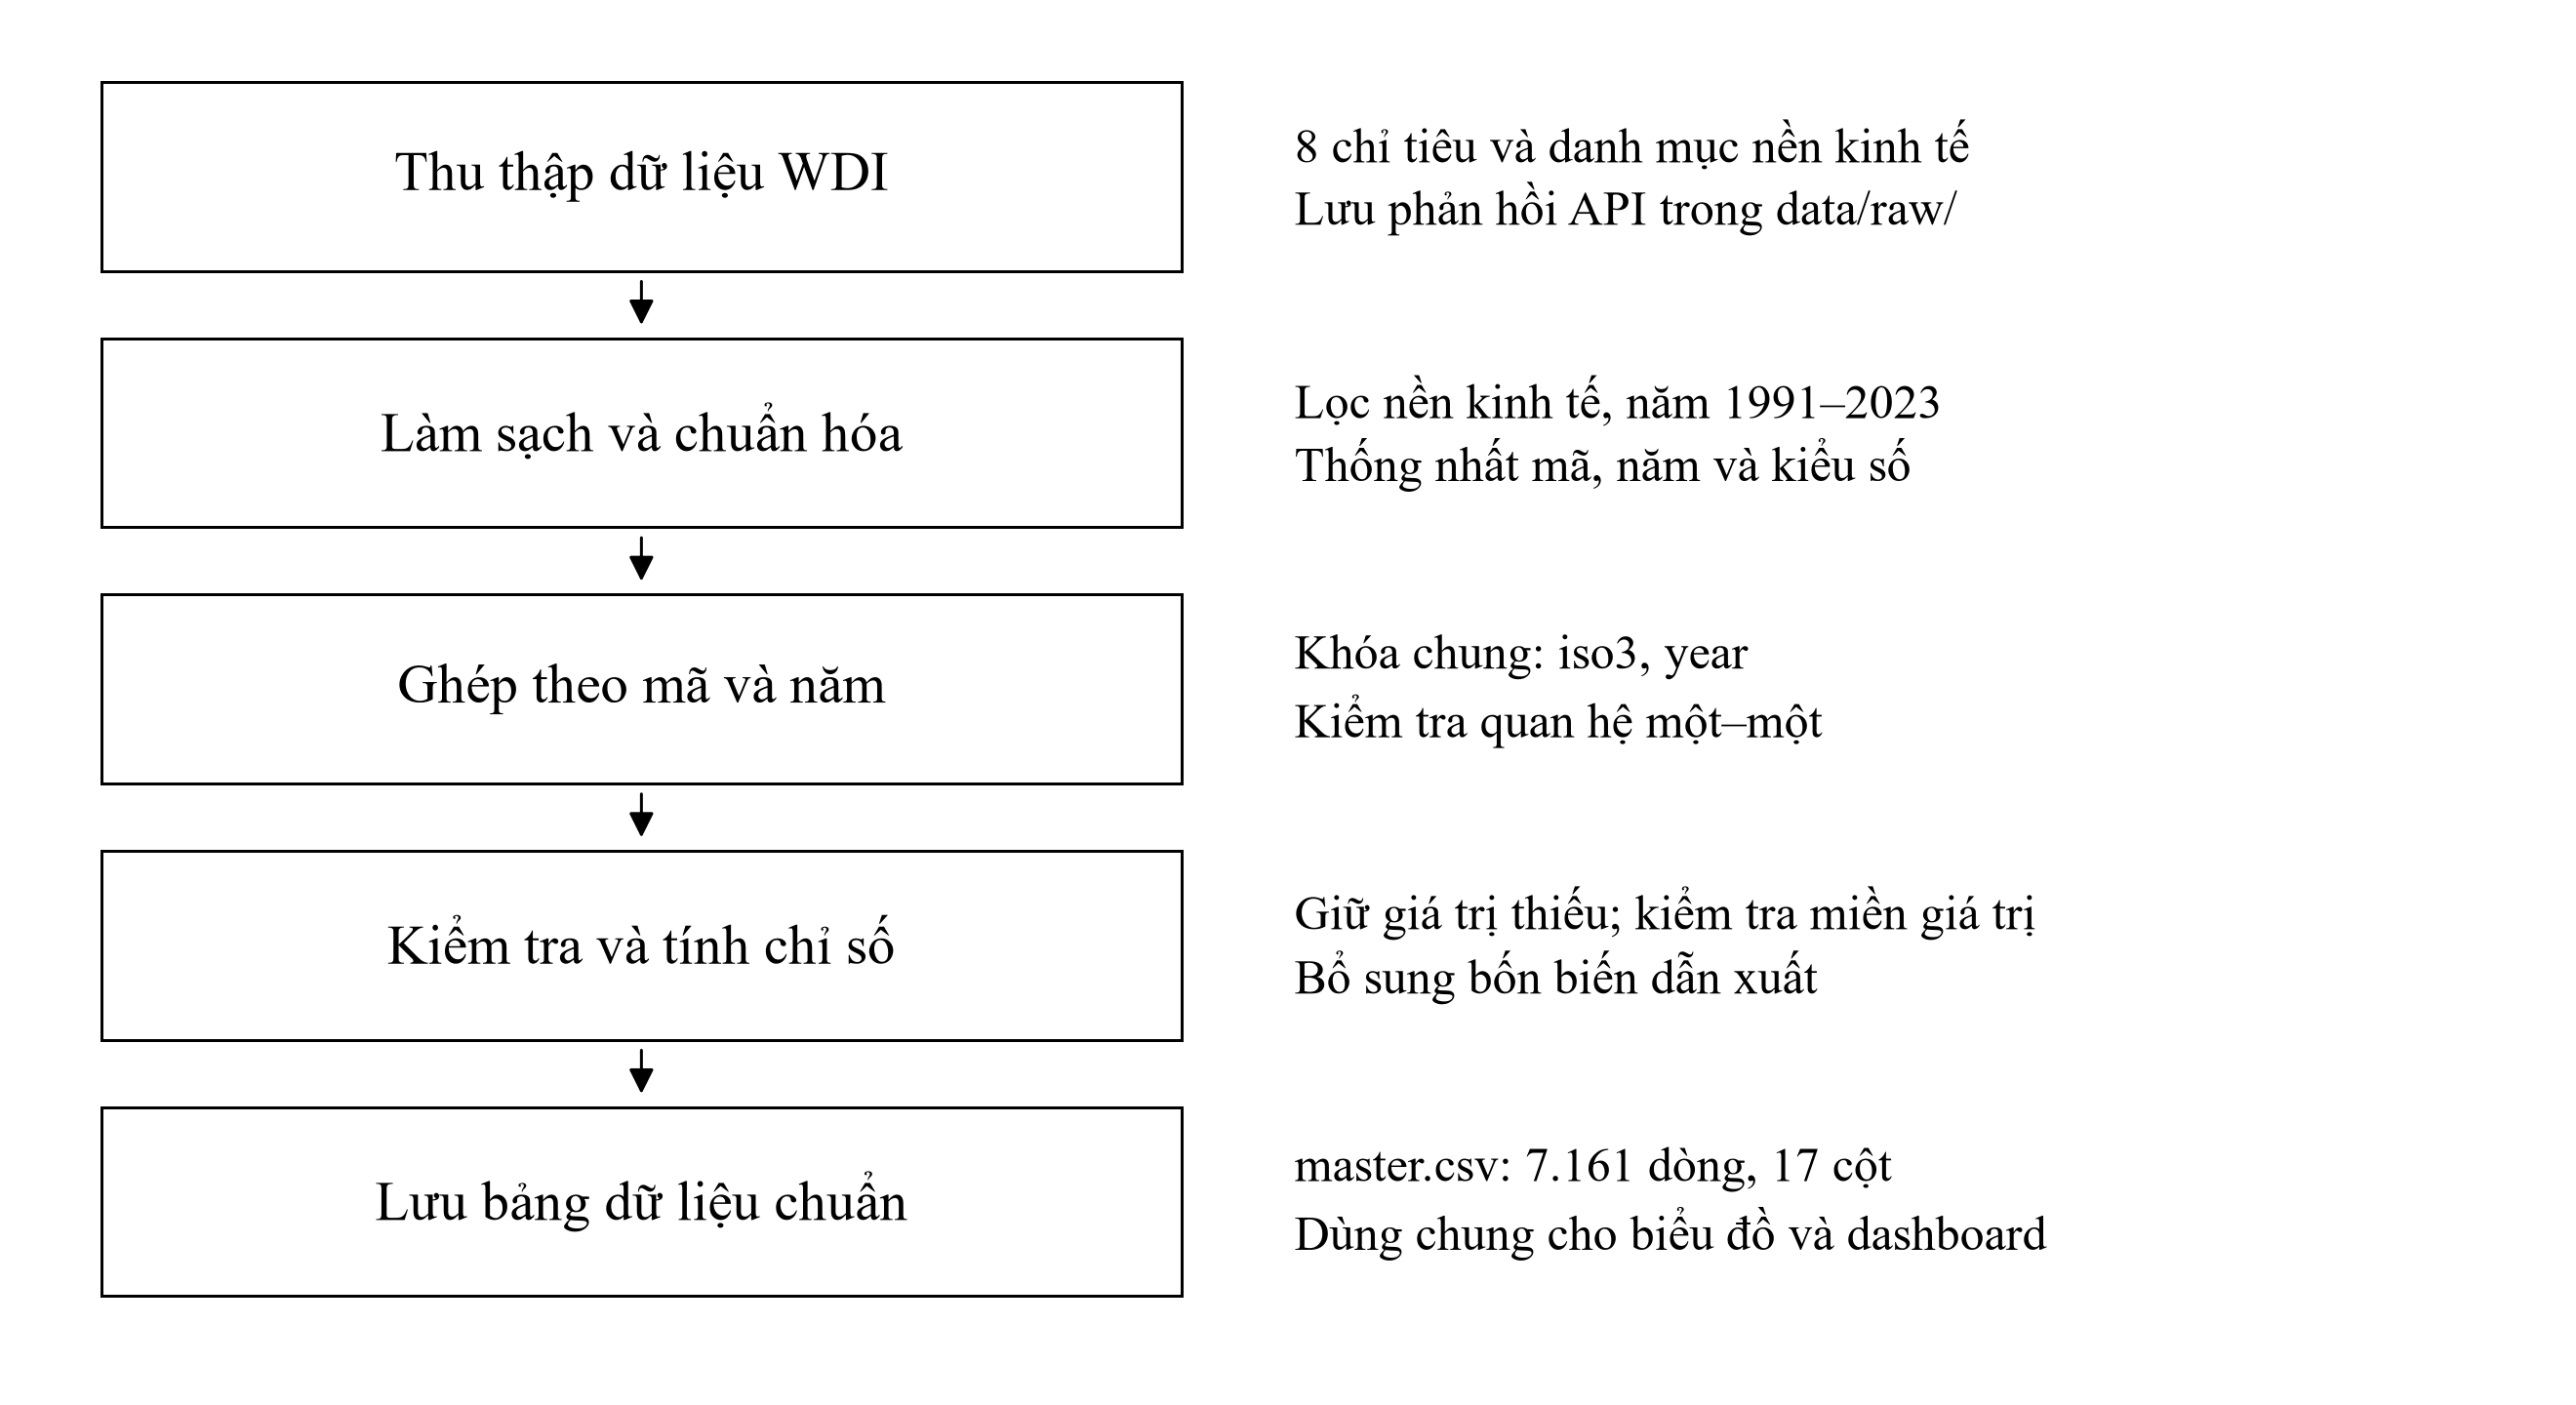 Thu thập dữ liệu WDI
8 chỉ tiêu và danh mục nền kinh tế
Lưu phản hồi API trong data/raw/
Làm sạch và chuẩn hóa
Lọc nền kinh tế, năm 1991–2023
Thống nhất mã, năm và kiểu số
Ghép theo mã và năm
Khóa chung: iso3, year
Kiểm tra quan hệ một–một
Kiểm tra và tính chỉ số
Giữ giá trị thiếu; kiểm tra miền giá trị
Bổ sung bốn biến dẫn xuất
Lưu bảng dữ liệu chuẩn
master.csv: 7.161 dòng, 17 cột
Dùng chung cho biểu đồ và dashboard